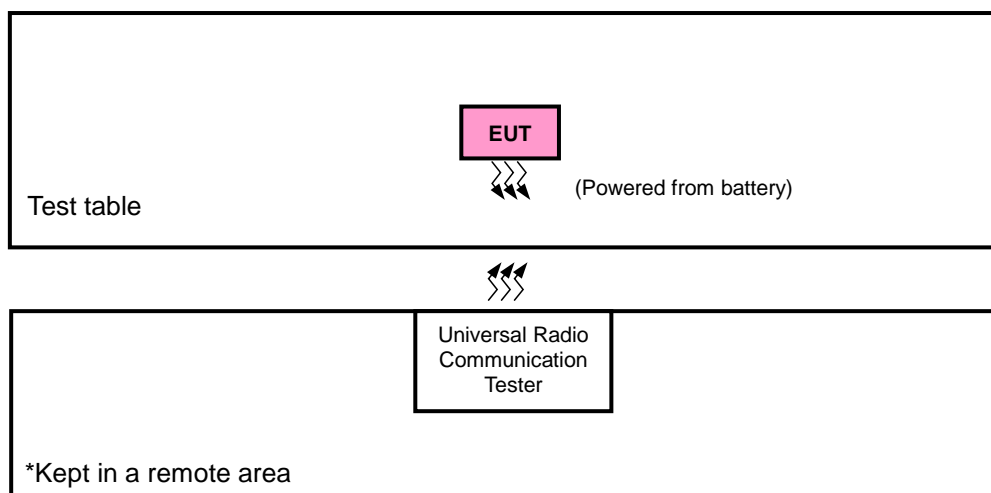 EUT
(Powered from battery)
Test table
Universal Radio
Communication
Tester
*Kept in a remote area